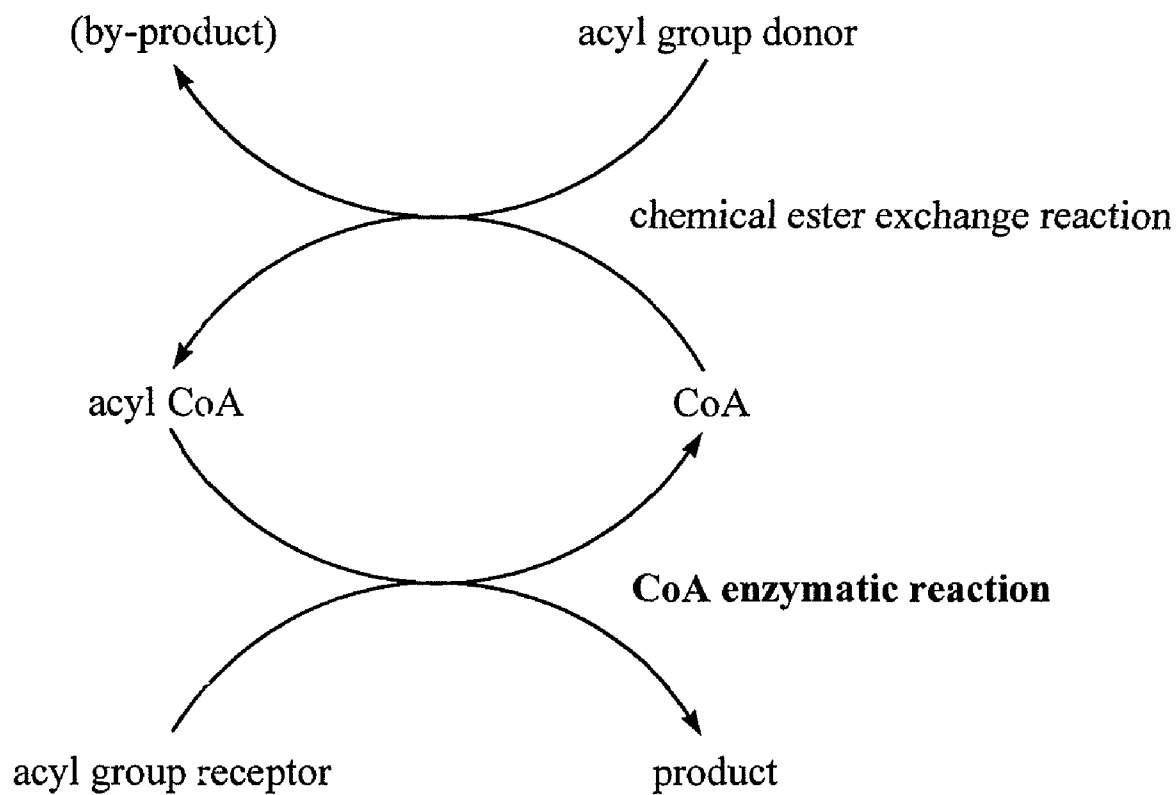 (by-product) acyl group donor
chemical ester exchange reaction
acyl CoA CoA
CoA enzymatic reaction
acyl group receptor product